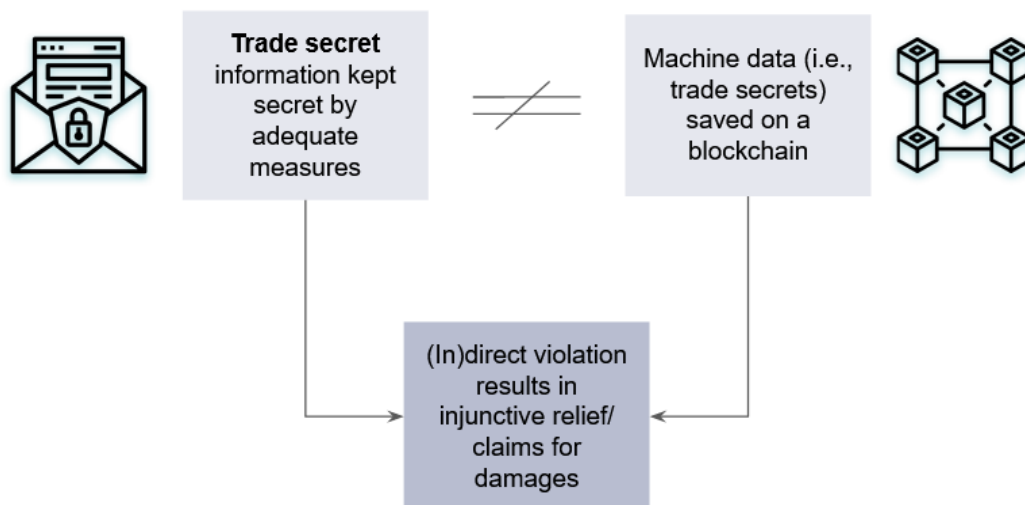 Trade secret
information kept
secret by
adequate
measures
Machine data (i.e.,
trade secrets)
saved on a
blockchain
(In)direct violation
results in
injunctive relief/
claims for
damages